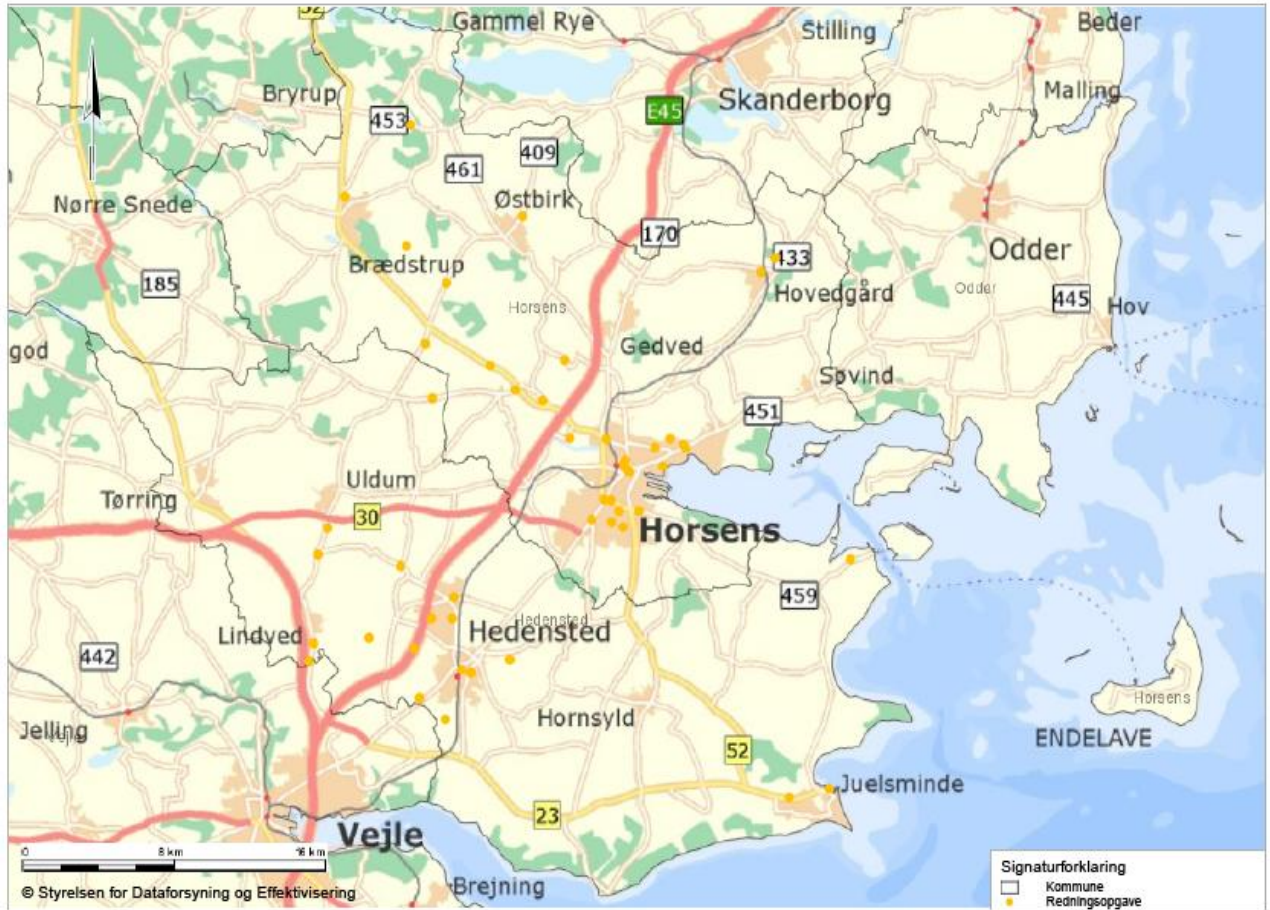 52
Gammel Rye
Stilling
Beder
Bryrup
E45
Skanderborg
Malling
453
409
461
Nørre Snede
Østbirk
170
Odder
185
Brædstrup
433
Hovedgård
Odder
445
Hov
Horsens
god
Gedved
Søvind
451
Uldum
Tørring
30
Horsens
459
Lindved
Hedensted
Hedensted
442
Horsens
Jelling
Vejle
Hornsyld
ENDELAVE
52
Juelsminde
23
Vejle
0 8 km 16 km
© Styrelsen for Dataforsyning og Effektivisering
Brejning
Signaturforklaring
Kommune
Redningsopgave